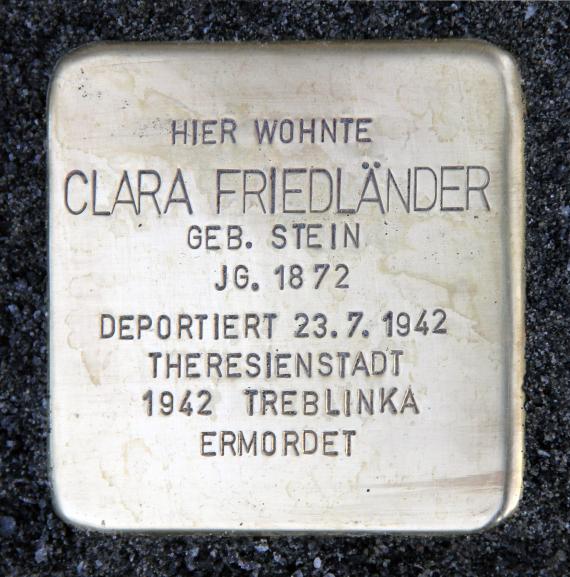 HIER WOHNTE
CLARA FRIEDLÄNDER
GEB. STEIN
JG. 1872
DEPORTIERT 23.7.1942
THERESIENSTADT
1942 TREBLINKA
ERMORDET